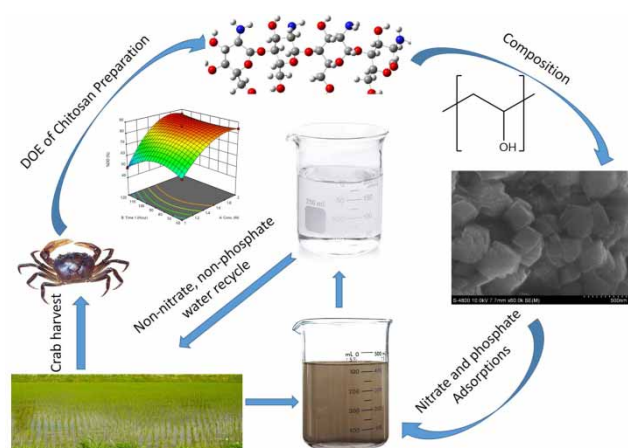 DOE of Chitosan Preparation
Composition
OH
Crab harvest
Non-nitrate, non-phosphate
water recycle
Nitrate and phosphate
Adsorptions